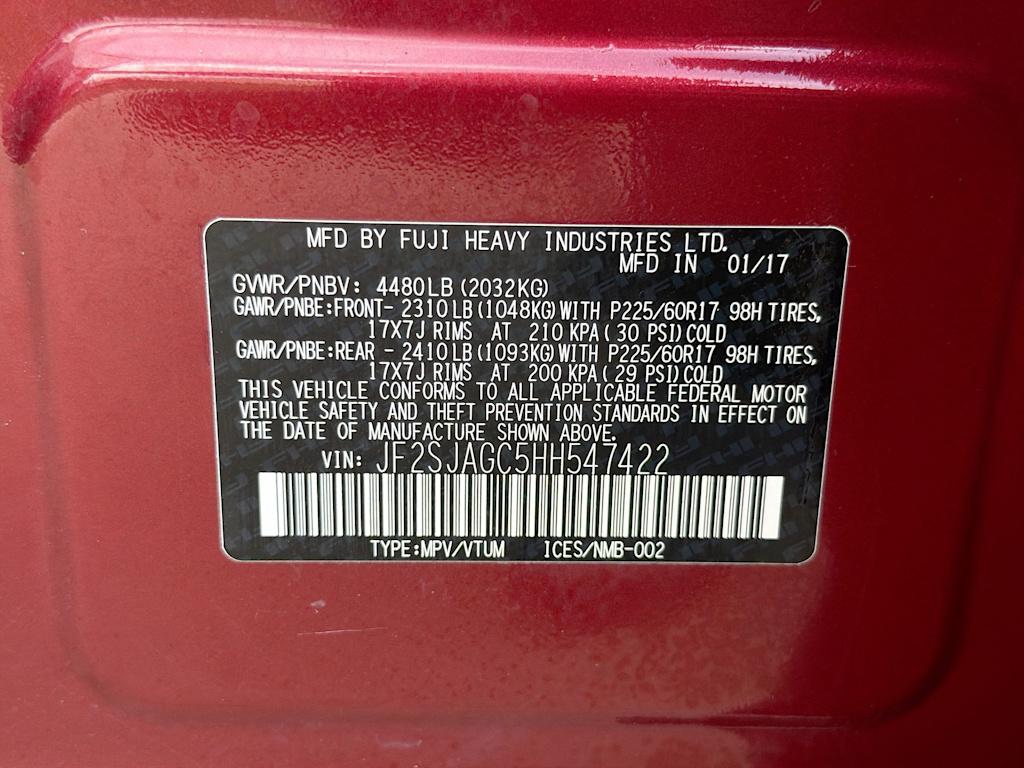 MFD BY FUJI HEAVY INDUSTRIES LTD.
MFD IN 01/17
GVWR/PNBV: 4480LB (2032KG)
GAWR/PNBE:FRONT- 2310 LB (1048KG) WITH P225/60R17 98H TIRES,
17X7J RIMS AT 210 KPA ( 30 PSI) COLD
GAWR/PNBE:REAR - 2410 LB (1093KG) WITH P225/60R17 98H TIRES,
17X7J RIMS AT 200 KPA ( 29 PSI) COLD
THIS VEHICLE CONFORMS TO ALL APPLICABLE FEDERAL MOTOR
VEHICLE SAFETY AND THEFT PREVENTION STANDARDS IN EFFECT ON
THE DATE OF MANUFACTURE SHOWN ABOVE.
VIN: JF2SJAGC5HH547422
TYPE:MPV/VTUM ICES/NMB-002